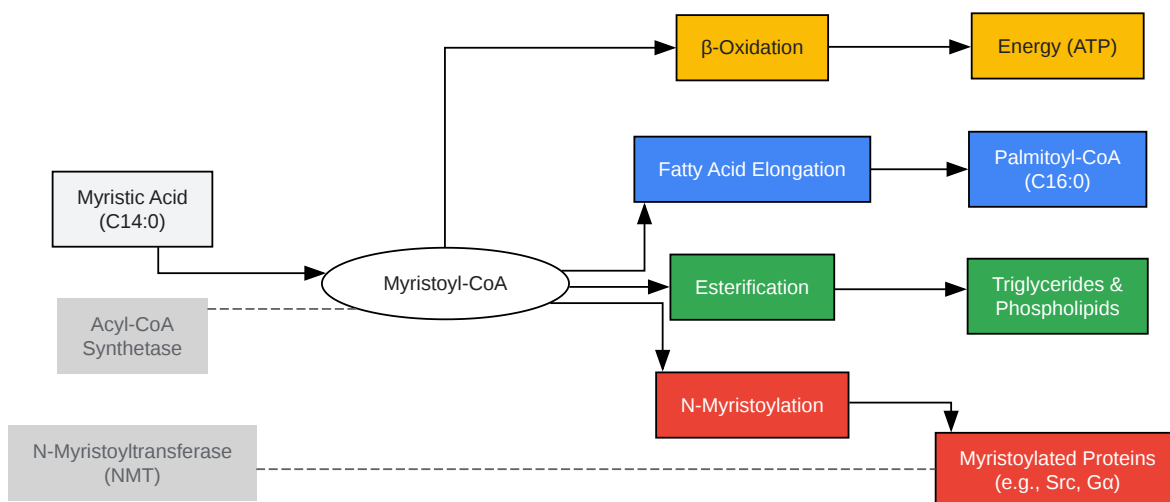 β-Oxidation
Energy (ATP)
Fatty Acid Elongation
Palmitoyl-CoA
(C16:0)
Myristic Acid
(C14:0)
Myristoyl-CoA
Esterification
Triglycerides &
Phospholipids
Acyl-CoA
Synthetase
N-Myristoylation
N-Myristoyltransferase
(NMT)
Myristoylated Proteins
(e.g., Src, Gα)